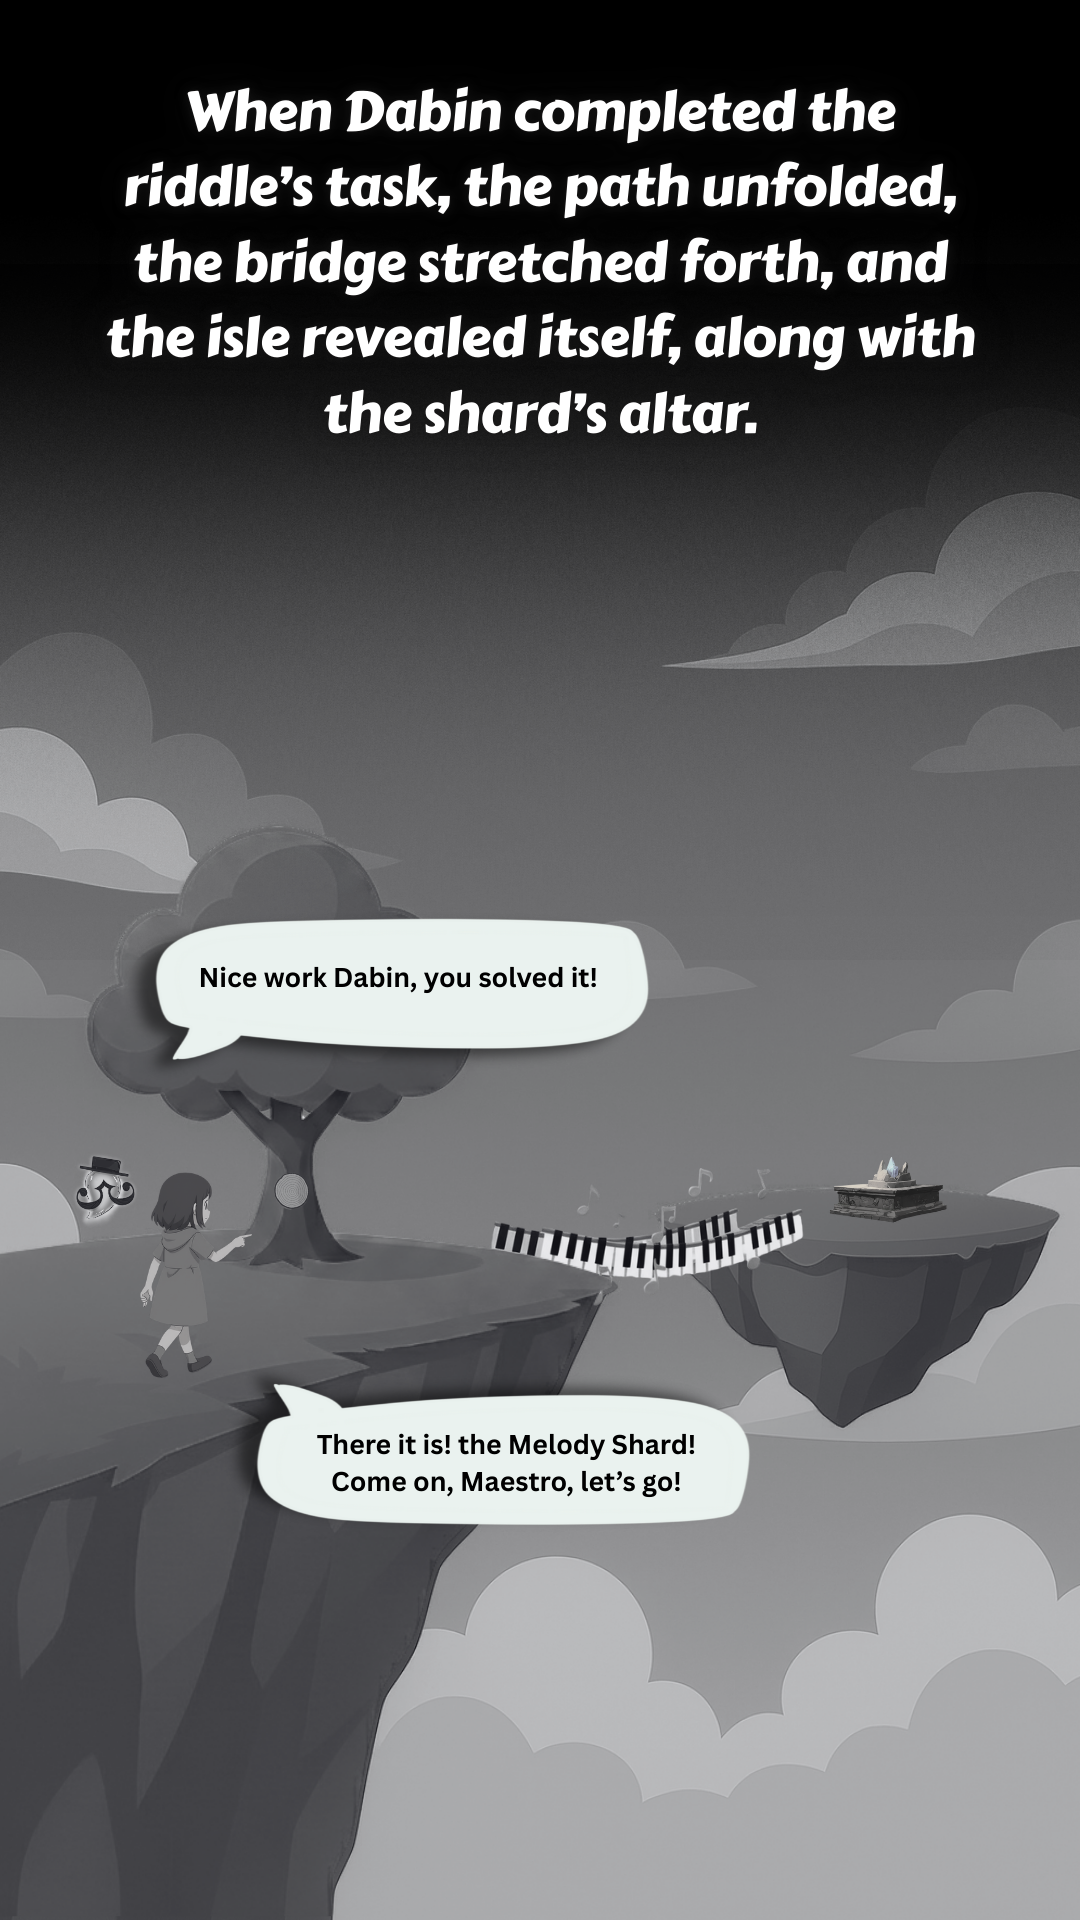 When Dabin completed the
riddle’s task, the path unfolded,
the bridge stretched forth, and
the isle revealed itself, along with
the shard’s altar.
Nice work Dabin, you solved it!
There it is! the Melody Shard!
Come on, Maestro, let’s go!